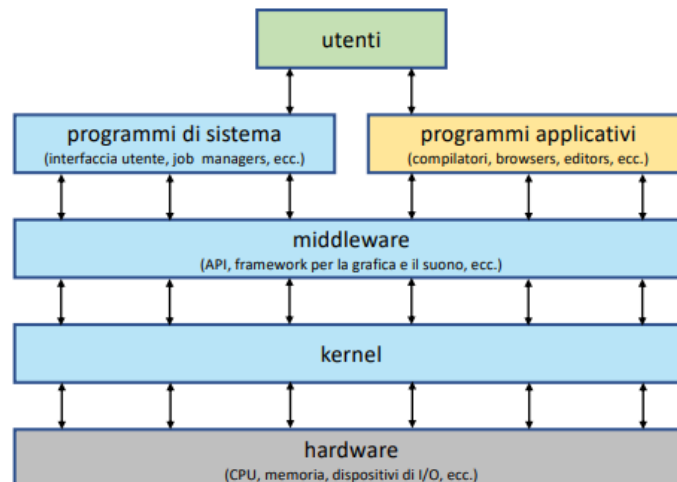 utenti
programmi di sistema
(interfaccia utente, job managers, ecc.)
programmi applicativi
(compilatori, browsers, editors, ecc.)
middleware
(API, framework per la grafica e il suono, ecc.)
kernel
hardware
(CPU, memoria, dispositivi di I/O, ecc.)